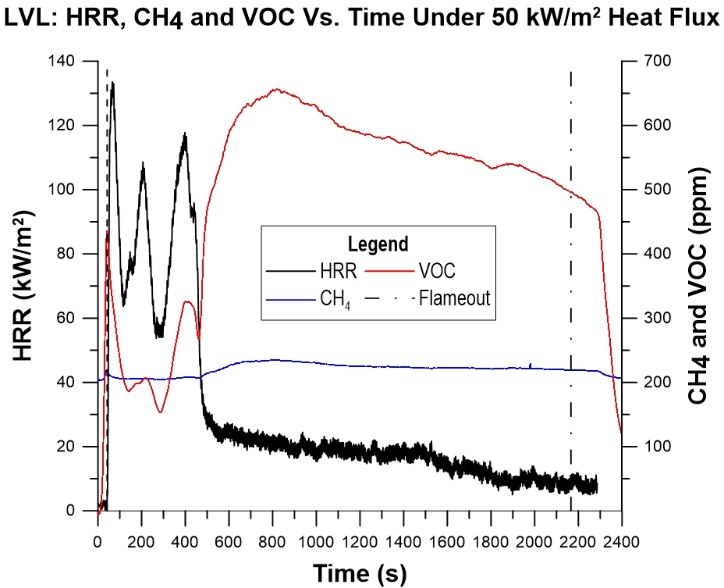 LVL: HRR, CH4 and VOC Vs. Time Under 50 kW/m² Heat Flux
140
120
100
80
60
40
20
0
HRR (kW/m²)
700
600
500
400
300
200
100
CH4 and VOC (ppm)
Legend
HRR VOC
CH₄ Flameout
0 200 400 600 800 1000 1200 1400 1600 1800 2000 2200 2400
Time (s)